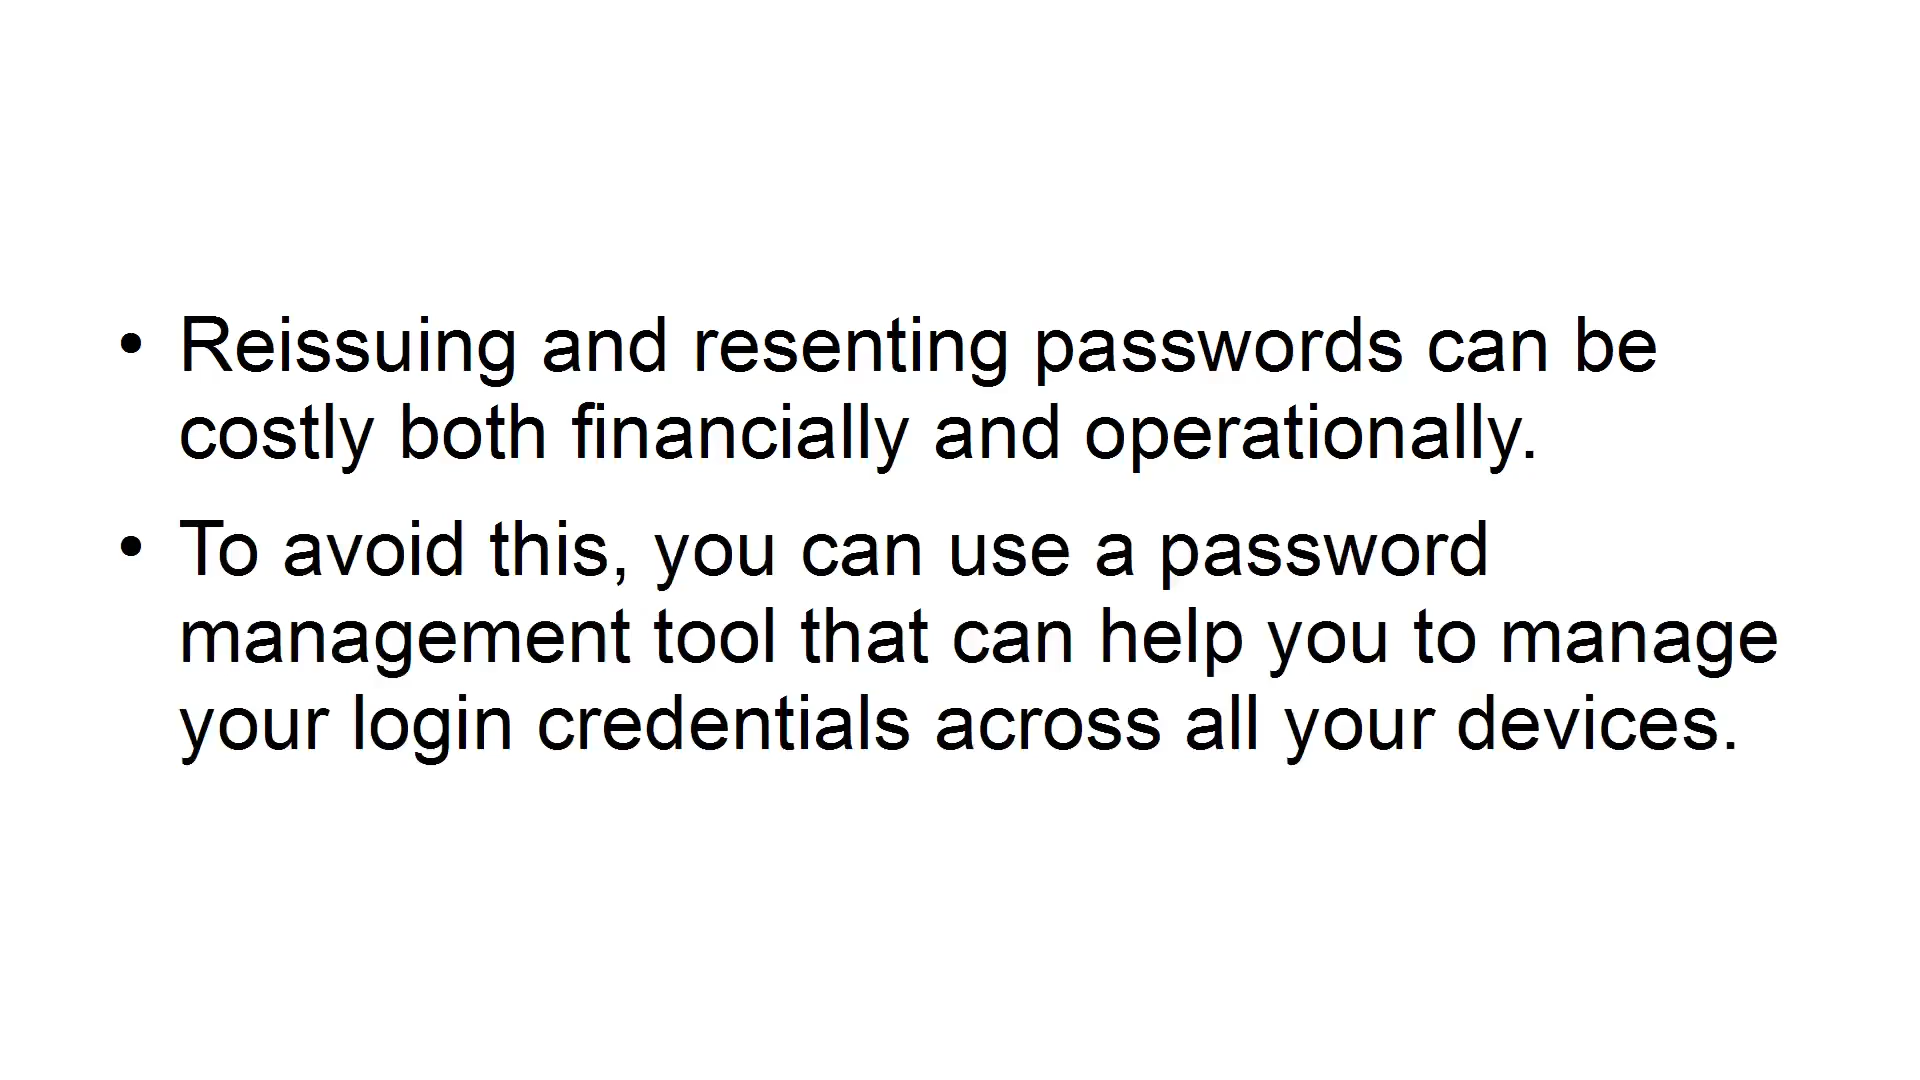 • Reissuing and resenting passwords can be
costly both financially and operationally.
• To avoid this, you can use a password
management tool that can help you to manage
your login credentials across all your devices.